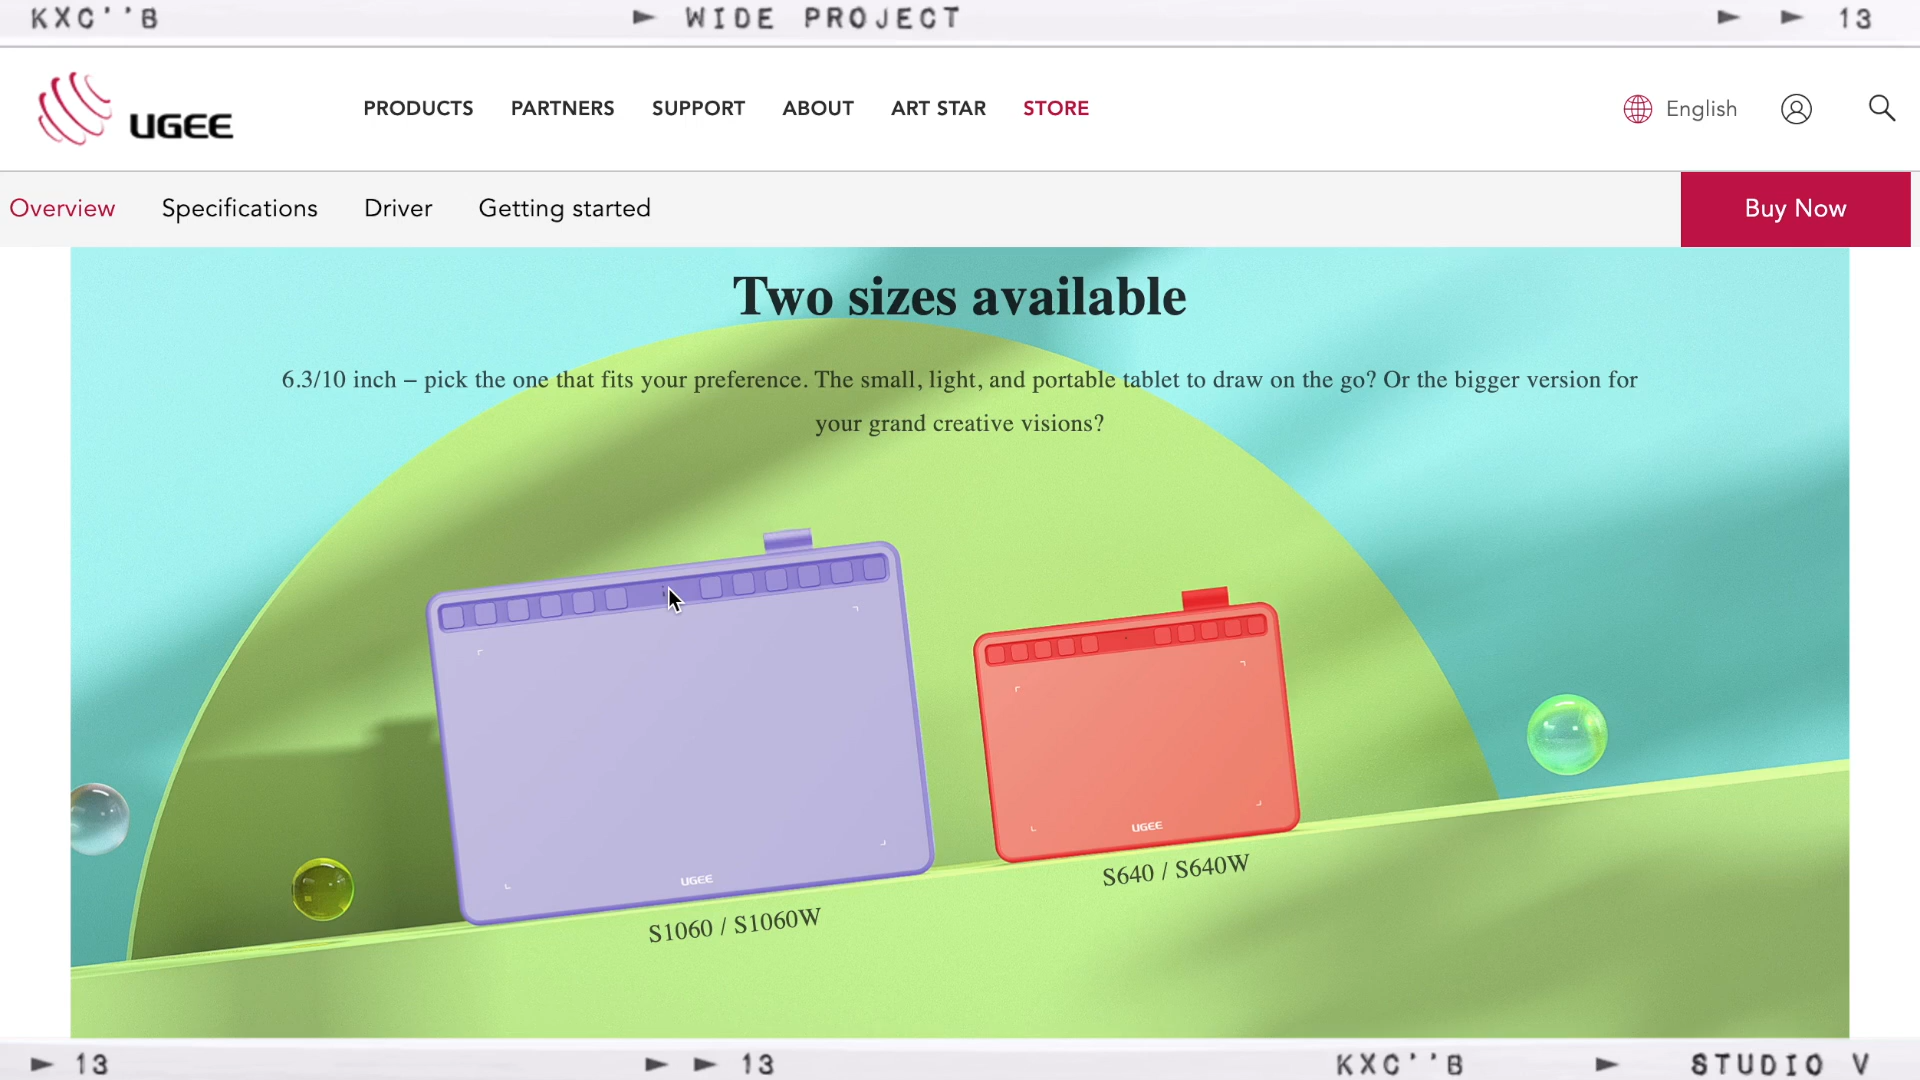 KXC''B ► WIDE PROJECT ► ► 13
UGEE PRODUCTS PARTNERS SUPPORT ABOUT ART STAR STORE English
Overview Specifications Driver Getting started Buy Now
Two sizes available
6.3/10 inch – pick the one that fits your preference. The small, light, and portable tablet to draw on the go? Or the bigger version for
your grand creative visions?
UGEE
UGEE
S640 / S640W
S1060 / S1060W
► 13 ► ► 13 KXC''B ► STUDIO V